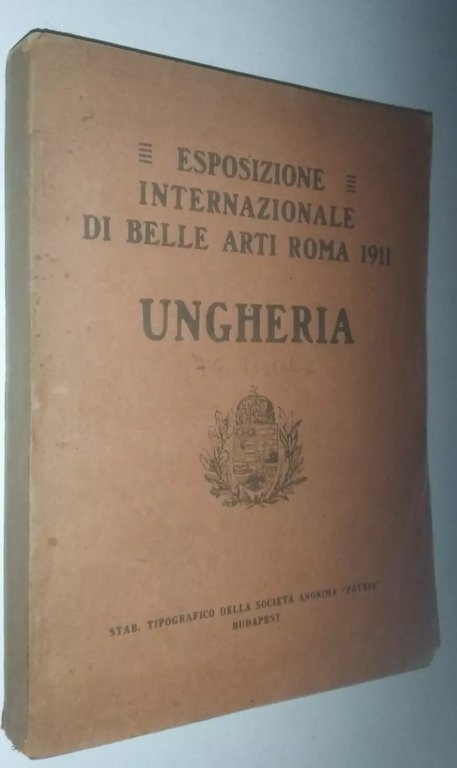 ESPOSIZIONE
INTERNAZIONALE
DI BELLE ARTI ROMA 1911
UNGHERIA
STAB. TIPOGRAFICO DELLA SOCIETÀ ANONIMA "PATRIA"
BUDAPEST